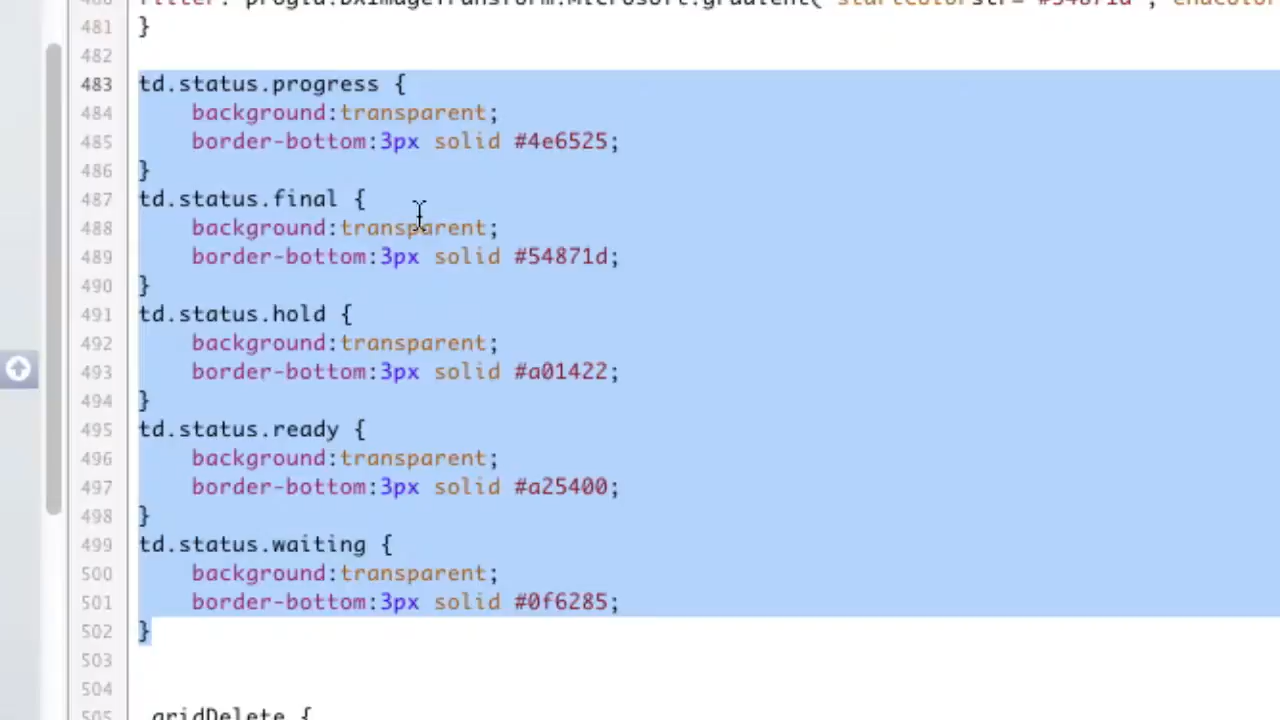 481 }
482
483 td.status.progress {
484 background:transparent;
485 border-bottom:3px solid #4e6525;
486 }
487 td.status.final {
488 background:transparent;
489 border-bottom:3px solid #54871d;
490 }
491 td.status.hold {
492 background:transparent;
493 border-bottom:3px solid #a01422;
494 }
495 td.status.ready {
496 background:transparent;
497 border-bottom:3px solid #a25400;
498 }
499 td.status.waiting {
500 background:transparent;
501 border-bottom:3px solid #0f6285;
502 }
503
504
505 .gridDelete {